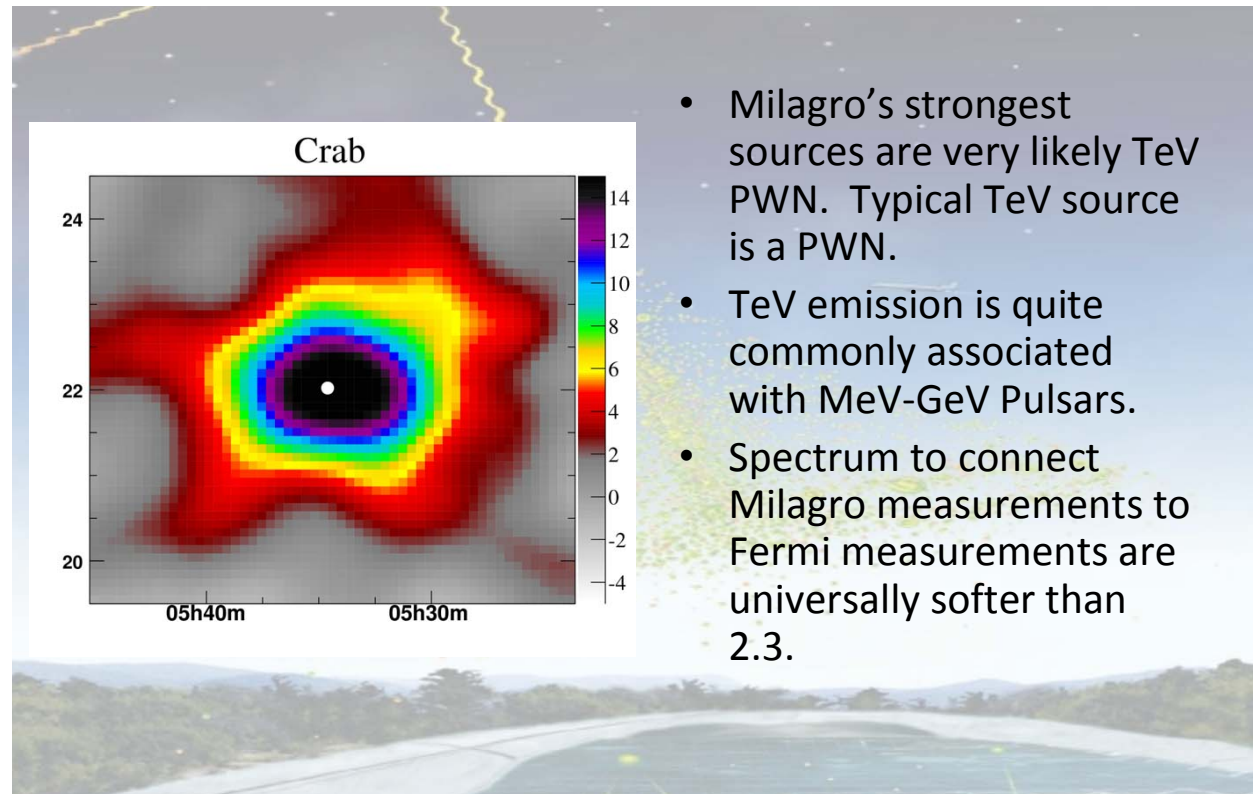 Crab
24
22
20
05h40m 05h30m
14
12
10
8
6
4
2
0
-2
-4
• Milagro’s strongest
sources are very likely TeV
PWN. Typical TeV source
is a PWN.
• TeV emission is quite
commonly associated
with MeV-GeV Pulsars.
• Spectrum to connect
Milagro measurements to
Fermi measurements are
universally softer than
2.3.